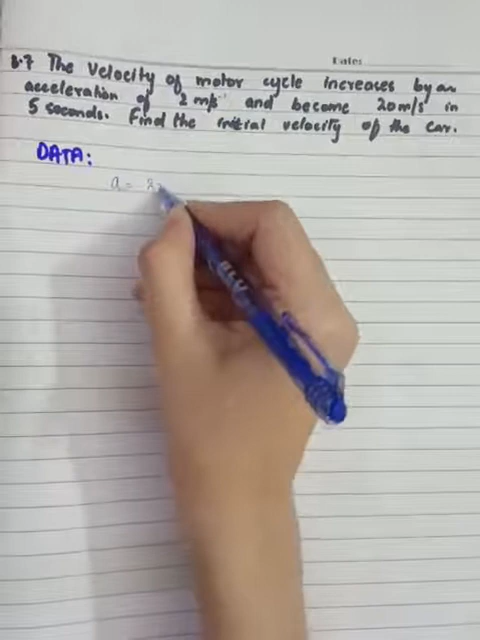 Date:
8.7 The Velocity of motor cycle increases by an
acceleration of 2 m/s² and become 20 m/s in
5 seconds. Find the initial velocity of the car.
DATA:
a = 2